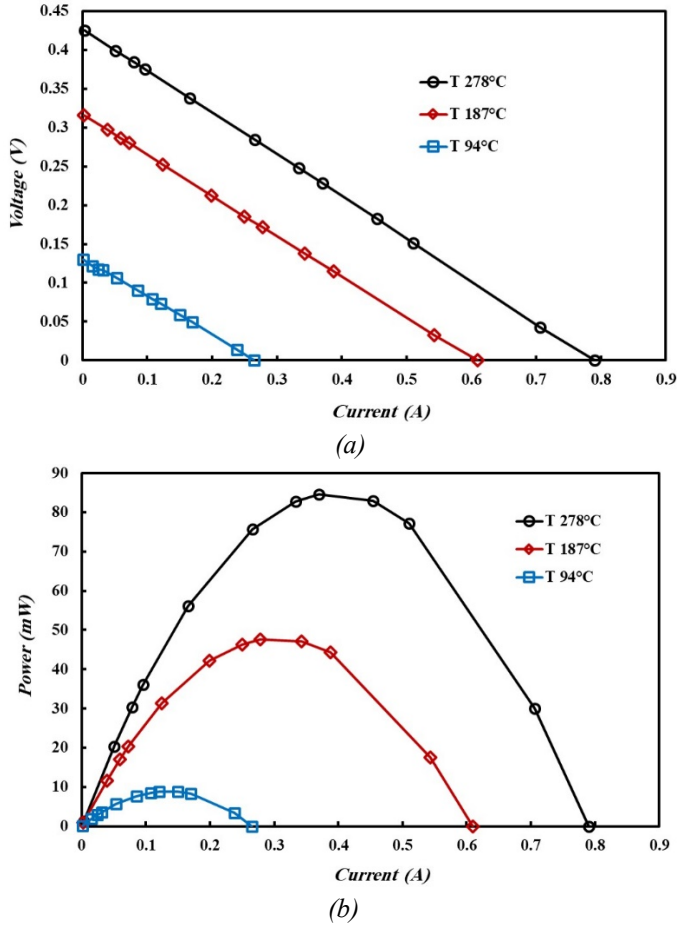 0.45
0.4
0.35
0.3
0.25
0.2
0.15
0.1
0.05
0
Voltage (V)
T 278°C
T 187°C
T 94°C
0 0.1 0.2 0.3 0.4 0.5 0.6 0.7 0.8 0.9
Current (A)
(a)
90
80
70
60
50
40
30
20
10
0
Power (mW)
T 278°C
T 187°C
T 94°C
0 0.1 0.2 0.3 0.4 0.5 0.6 0.7 0.8 0.9
Current (A)
(b)